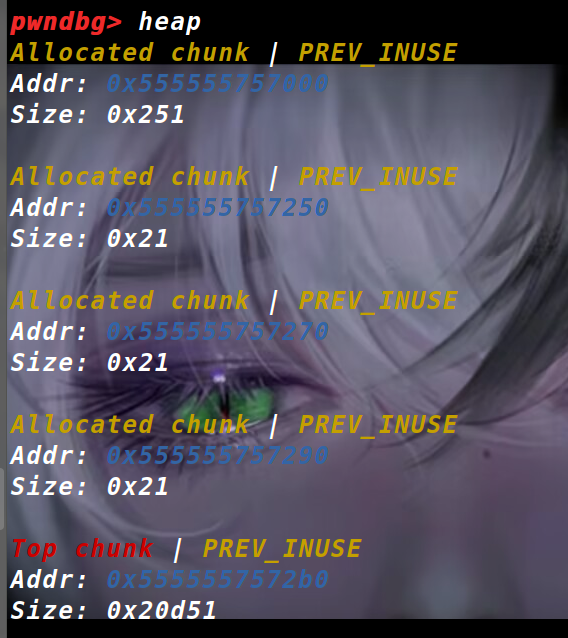 pwndbg> heap
Allocated chunk | PREV_INUSE
Addr: 0x555555757000
Size: 0x251
Allocated chunk | PREV_INUSE
Addr: 0x555555757250
Size: 0x21
Allocated chunk | PREV_INUSE
Addr: 0x555555757270
Size: 0x21
Allocated chunk | PREV_INUSE
Addr: 0x555555757290
Size: 0x21
Top chunk | PREV_INUSE
Addr: 0x5555557572b0
Size: 0x20d51